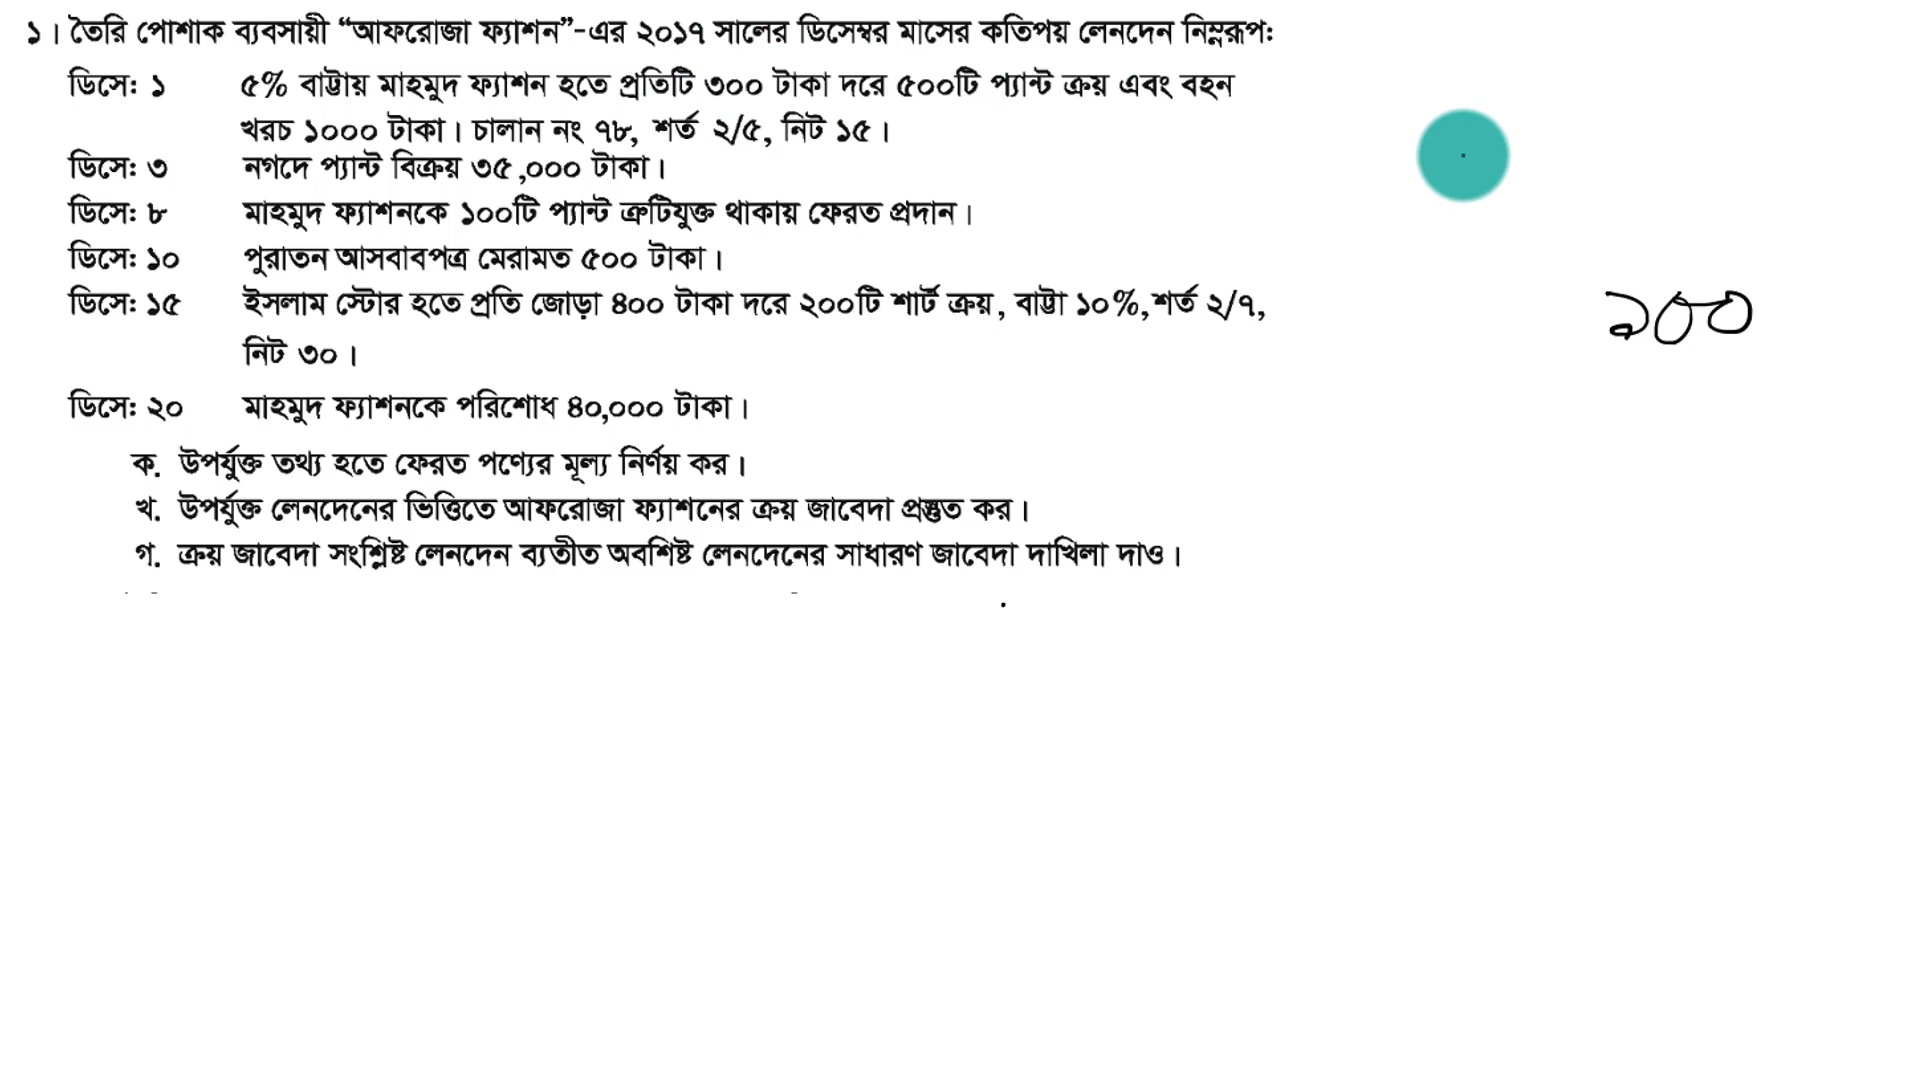 ১। তৈরি পোশাক ব্যবসায়ী “আফরোজা ফ্যাশন”-এর ২০১৭ সালের ডিসেম্বর মাসের কতিপয় লেনদেন নিম্নরূপ:
ডিসে: ১ ৫% বাট্টায় মাহমুদ ফ্যাশন হতে প্রতিটি ৩০০ টাকা দরে ৫০০টি প্যান্ট ক্রয় এবং বহন
খরচ ১০০০ টাকা। চালান নং ৭৮, শর্ত ২/৫, নিট ১৫।
ডিসে: ৩ নগদে প্যান্ট বিক্রয় ৩৫,০০০ টাকা।
ডিসে: ৮ মাহমুদ ফ্যাশনকে ১০০টি প্যান্ট ত্রুটিযুক্ত থাকায় ফেরত প্রদান।
ডিসে: ১০ পুরাতন আসবাবপত্র মেরামত ৫০০ টাকা।
ডিসে: ১৫ ইসলাম স্টোর হতে প্রতি জোড়া ৪০০ টাকা দরে ২০০টি শার্ট ক্রয়, বাট্টা ১০%, শর্ত ২/৭,
১০০
নিট ৩০।
ডিসে: ২০ মাহমুদ ফ্যাশনকে পরিশোধ ৪০,০০০ টাকা।
ক. উপর্যুক্ত তথ্য হতে ফেরত পণ্যের মূল্য নির্ণয় কর।
খ. উপর্যুক্ত লেনদেনের ভিত্তিতে আফরোজা ফ্যাশনের ক্রয় জাবেদা প্রস্তুত কর।
গ. ক্রয় জাবেদা সংশ্লিষ্ট লেনদেন ব্যতীত অবশিষ্ট লেনদেনের সাধারণ জাবেদা দাখিলা দাও।